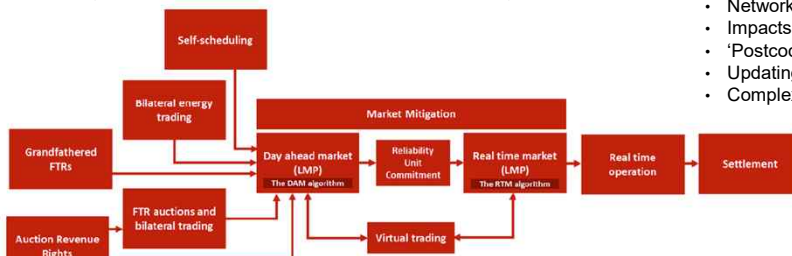 Network
Impacts
‘Postcod
Updating
Complex
Self-scheduling
Bilateral energy
trading
Market Mitigation
Grandfathered
FTRs
Day ahead market
(LMP)
The DAM algorithm
Reliability
Unit
Commitment
Real time market
(LMP)
The RTM algorithm
Real time
operation
Settlement
FTR auctions and
bilateral trading
Auction Revenue
Rights
Virtual trading